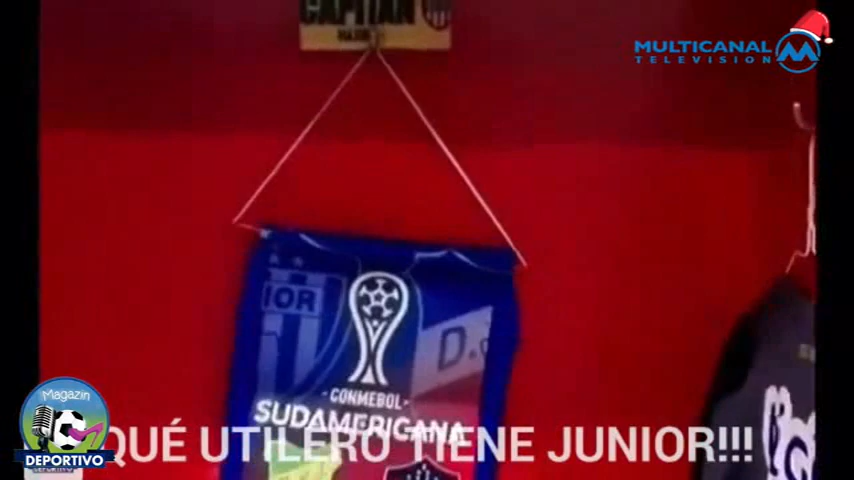 CAPITAN
MULTICANAL
TELEVISION
IOR
D.
CONMEBOL
SUDAMERICANA
QUÉ UTILERO TIENE JUNIOR!!!
Magazin
DEPORTIVO